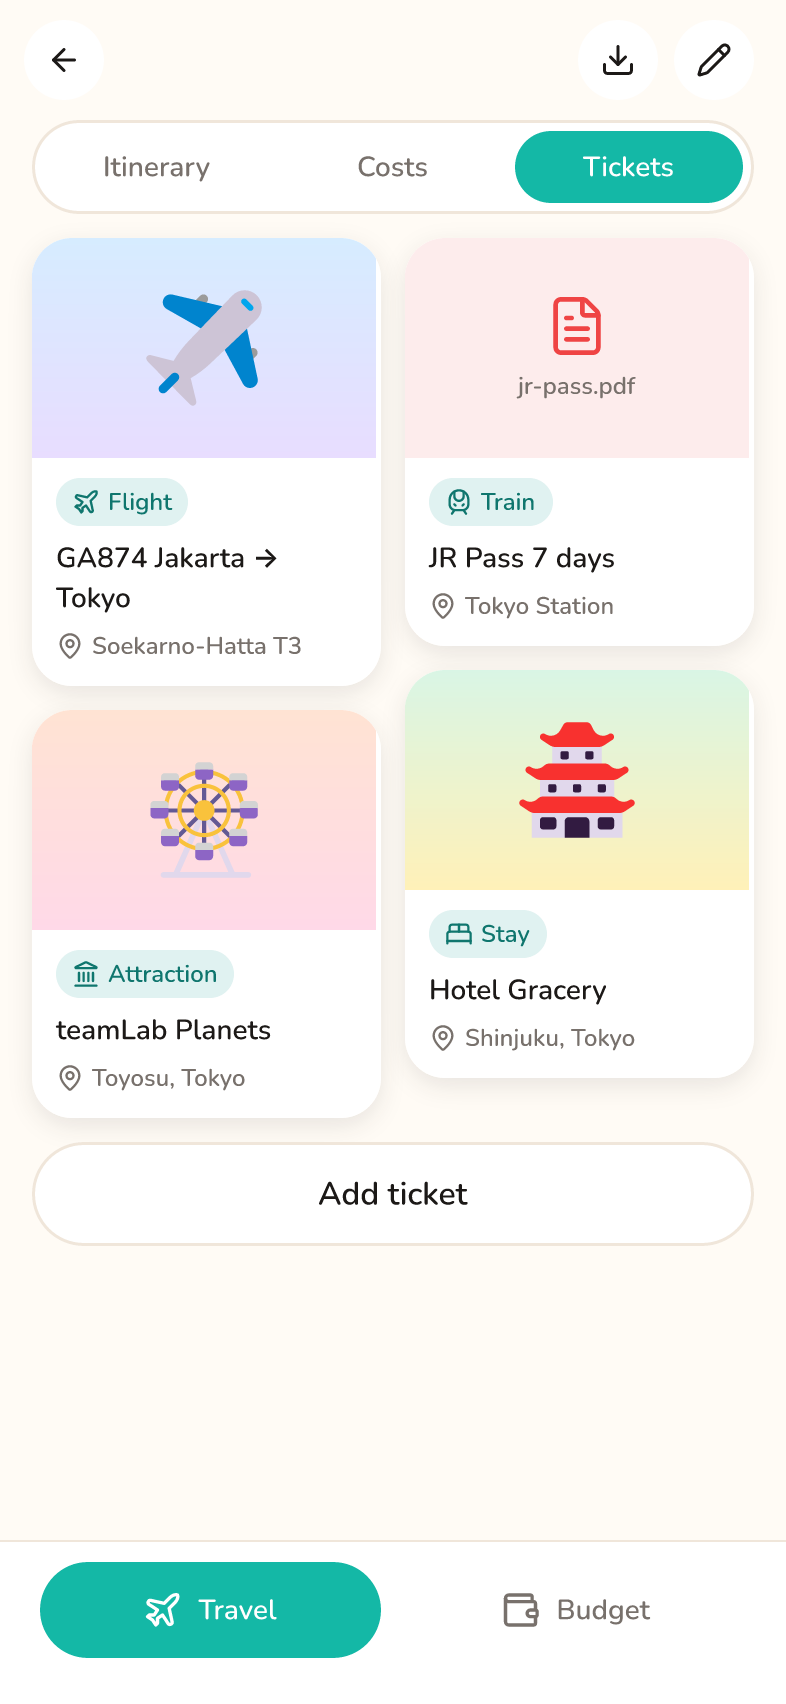 Itinerary
Costs
Tickets
Flight
GA874 Jakarta →
Tokyo
Soekarno-Hatta T3
jr-pass.pdf
Train
JR Pass 7 days
Tokyo Station
Attraction
teamLab Planets
Toyosu, Tokyo
Stay
Hotel Gracery
Shinjuku, Tokyo
Add ticket
Travel
Budget